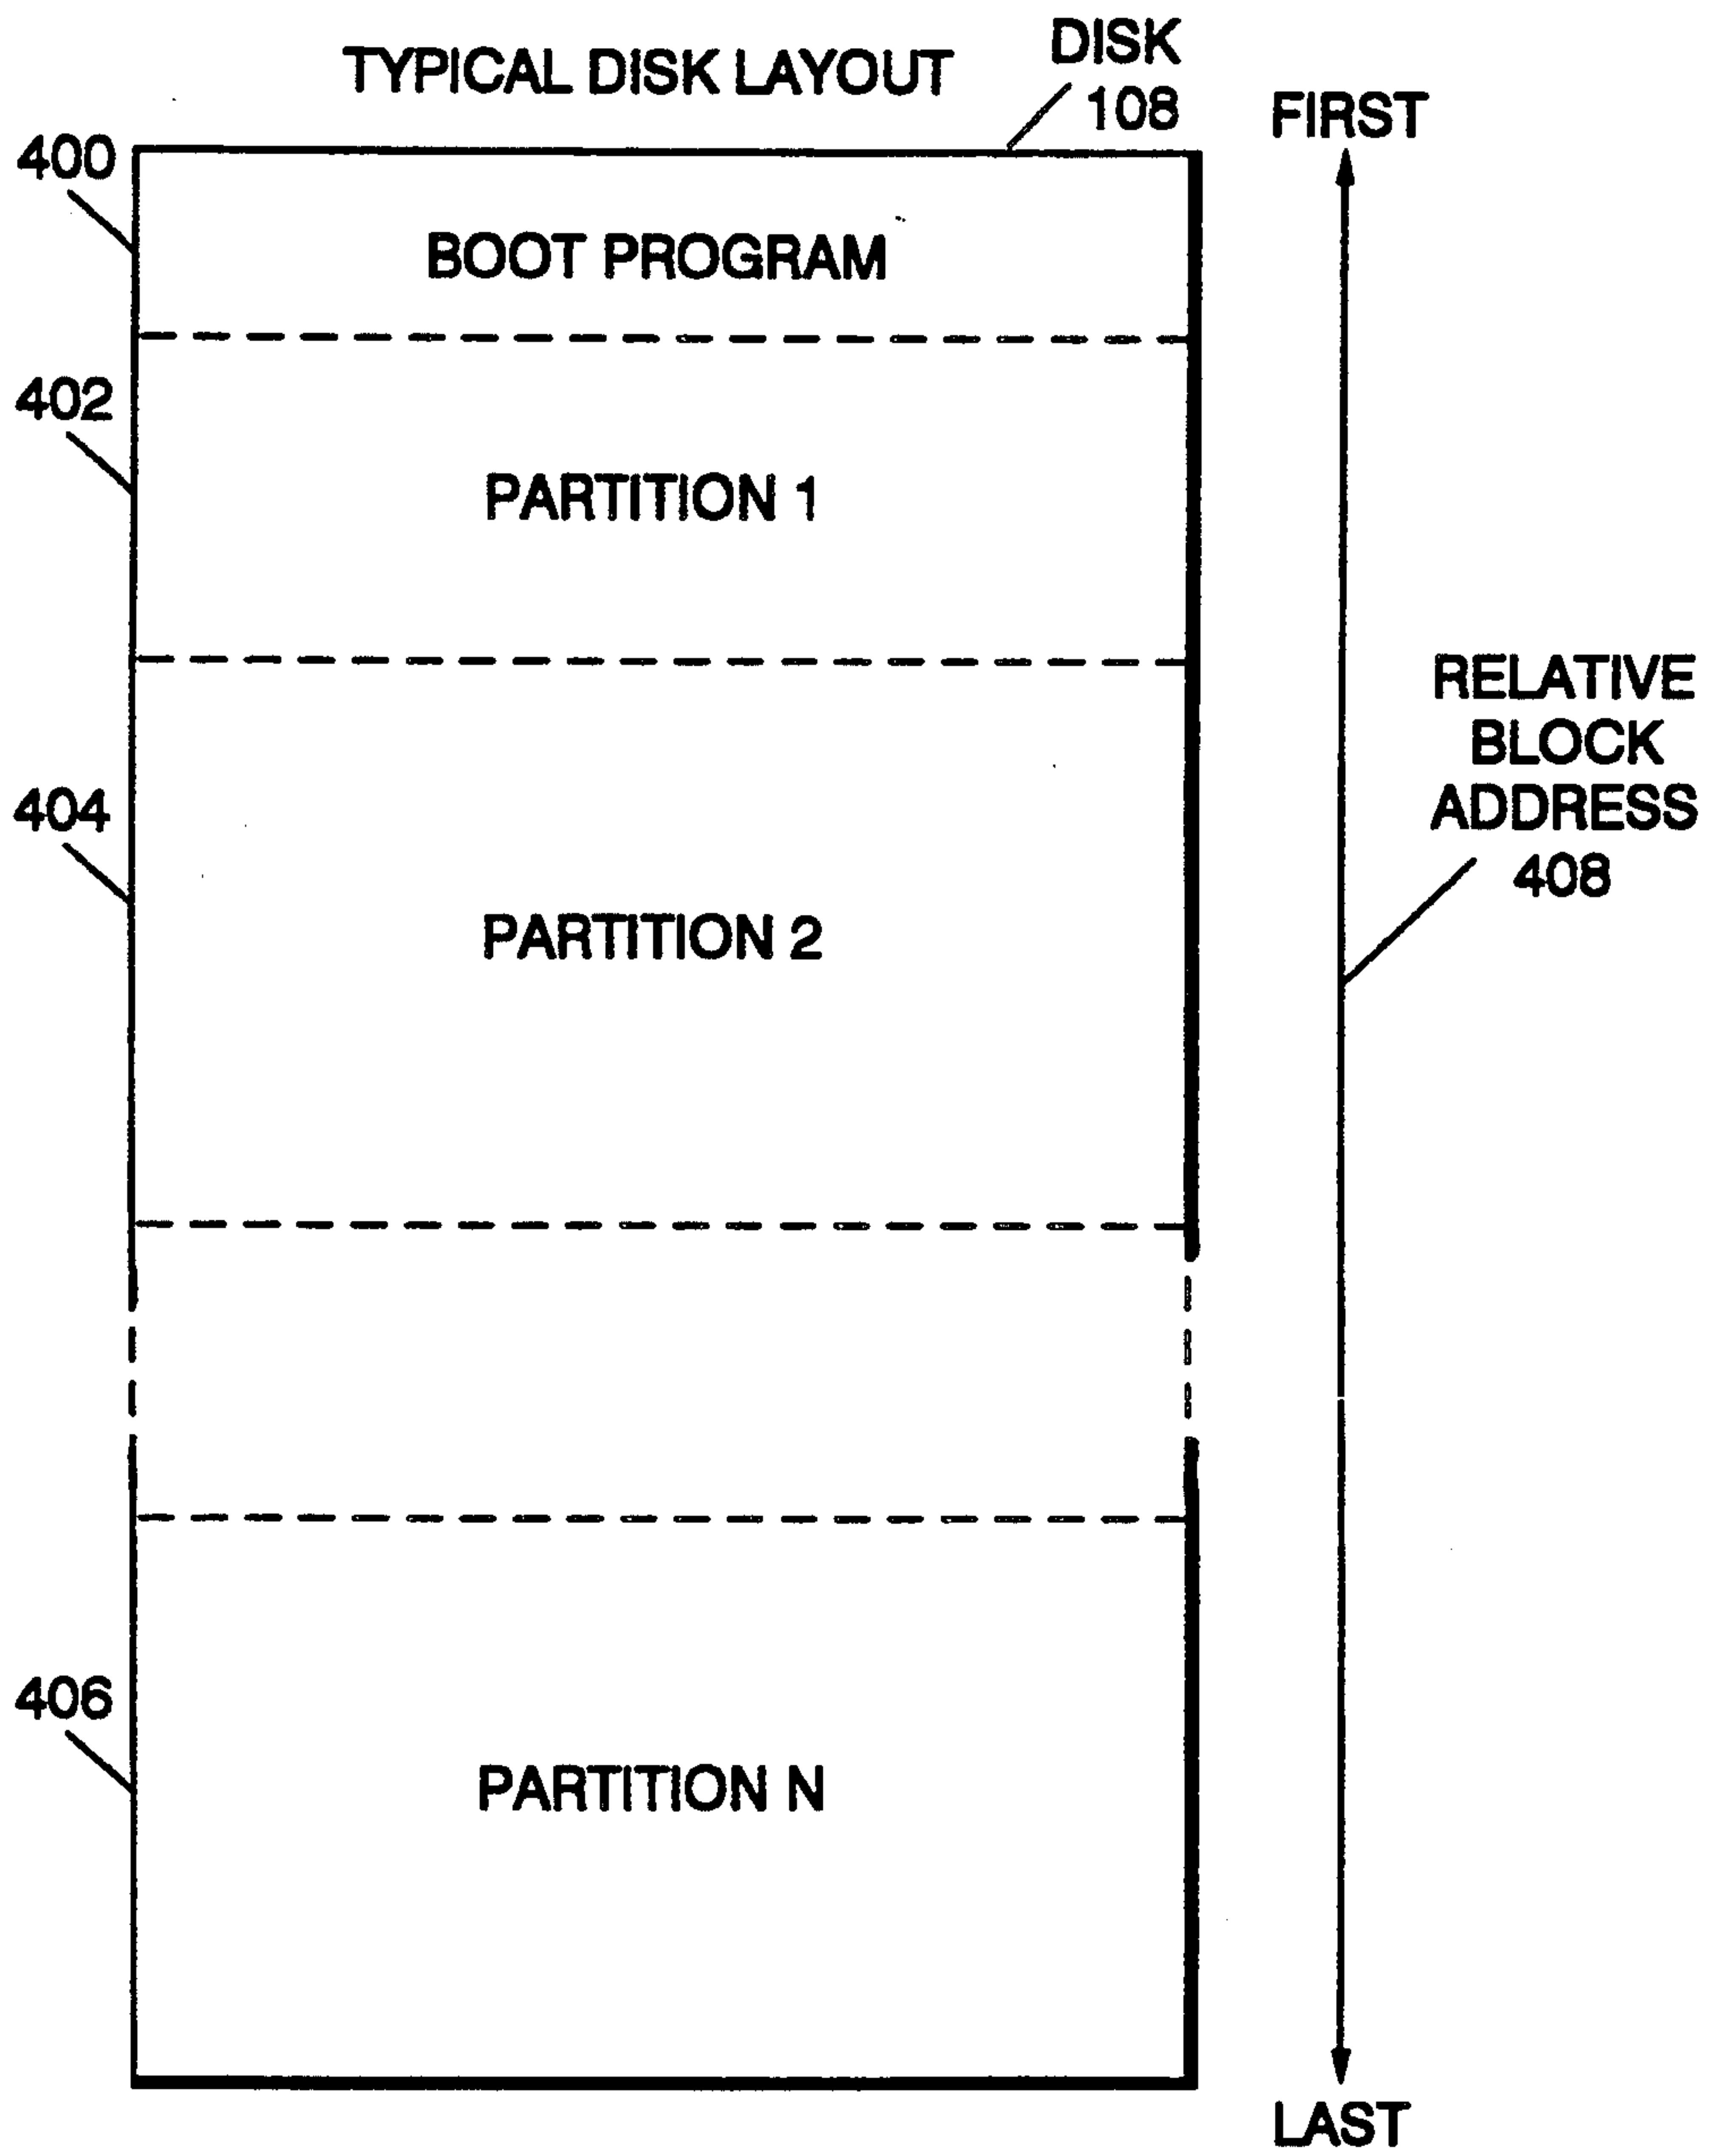 TYPICAL DISK LAYOUT
DISK
108
FIRST
400
BOOT PROGRAM
402
PARTITION 1
RELATIVE
BLOCK
ADDRESS
408
404
PARTITION 2
406
PARTITION N
LAST